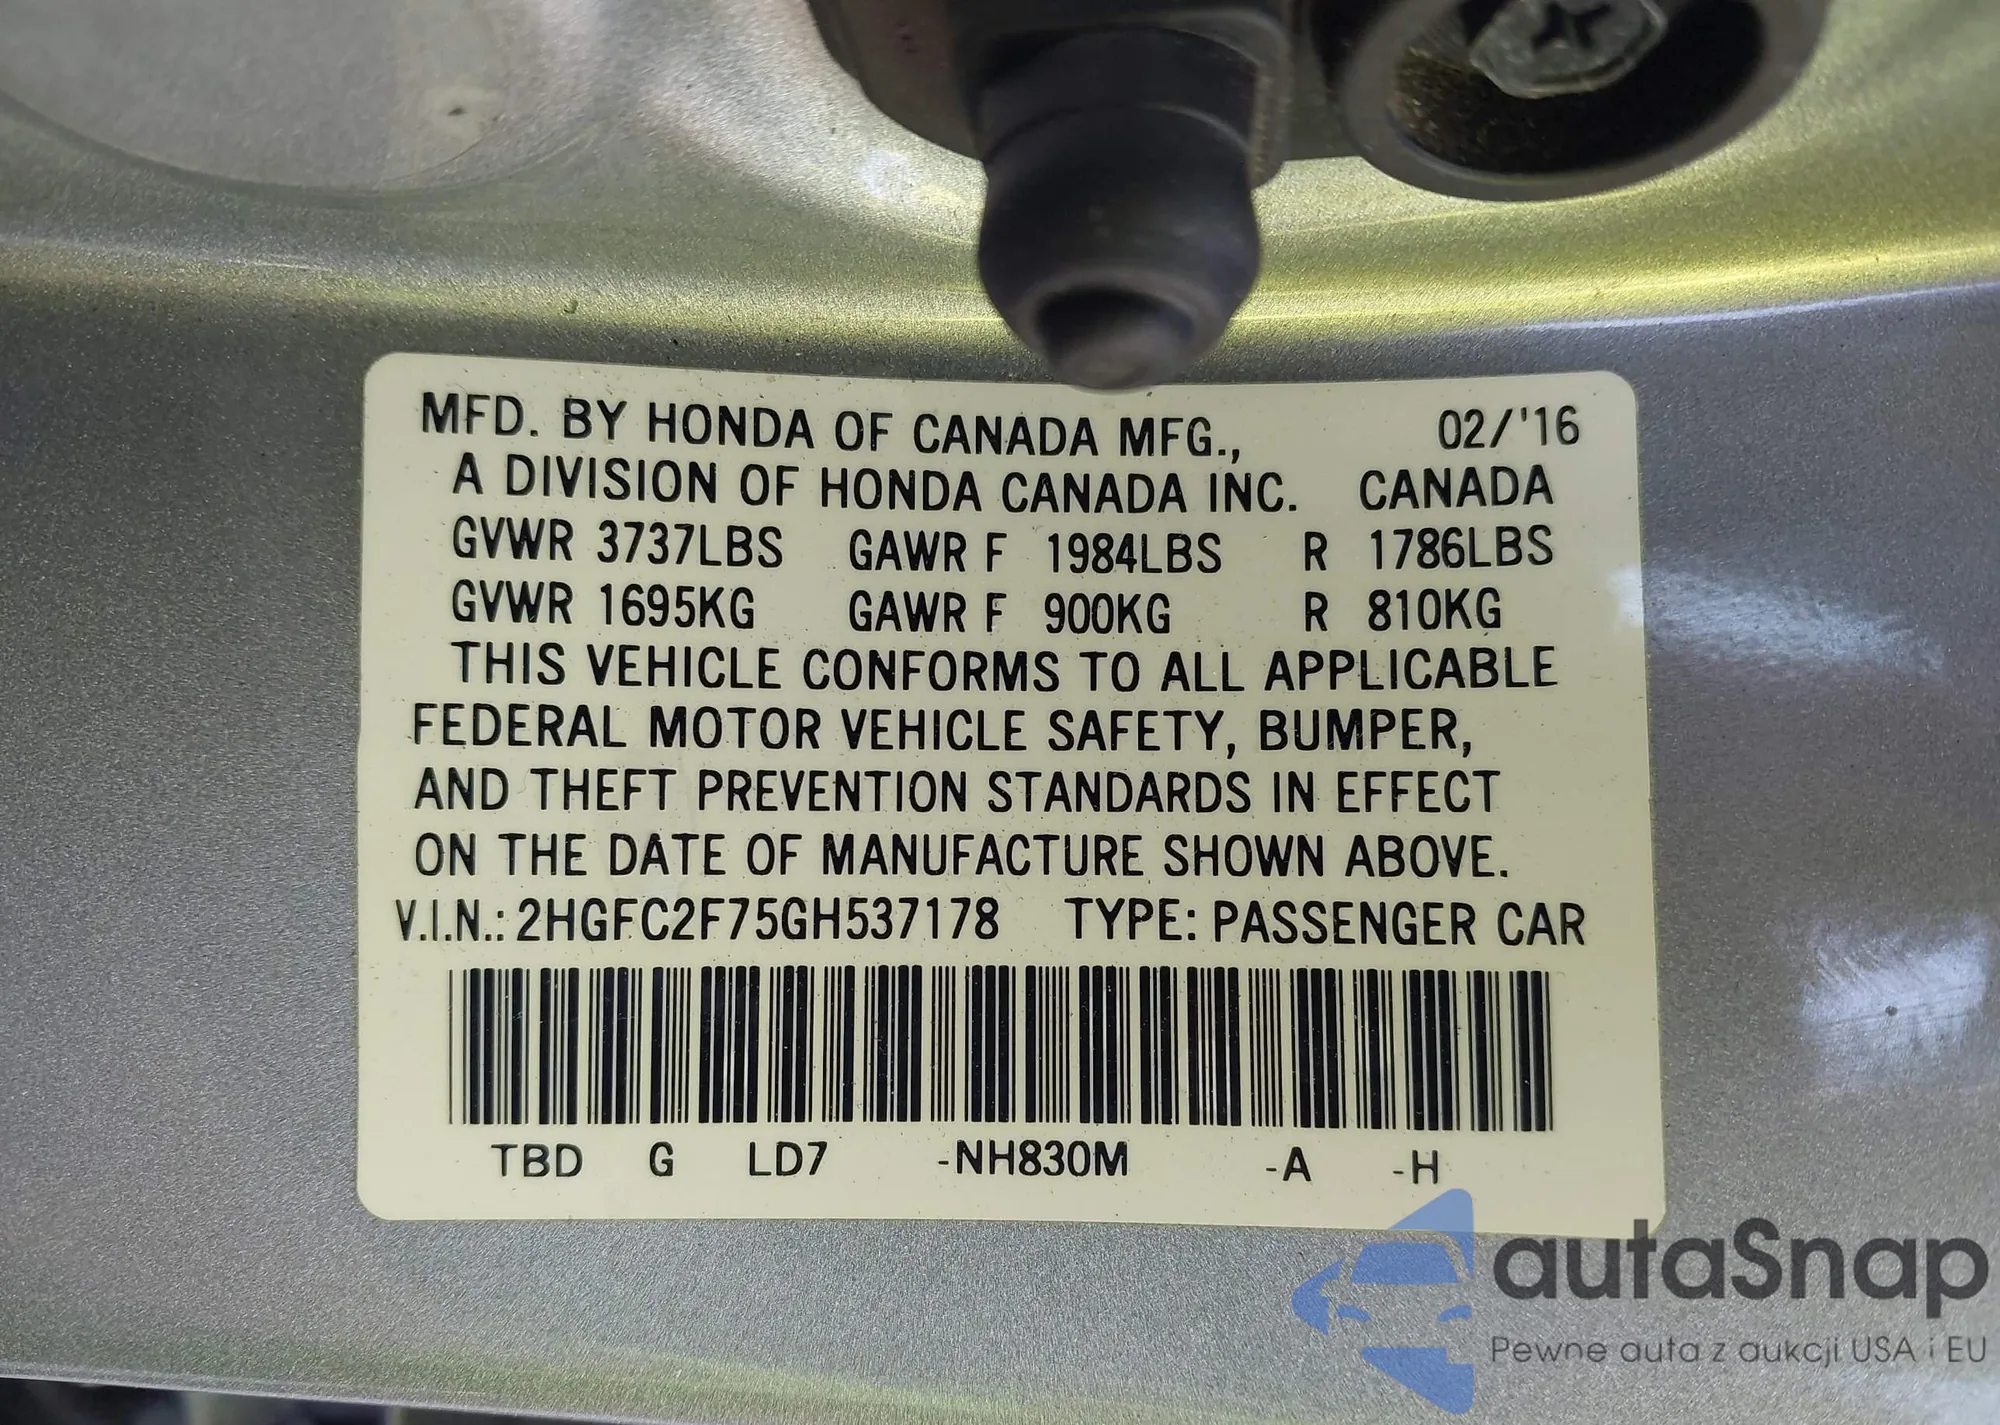 MFD. BY HONDA OF CANADA MFG., 02/'16
A DIVISION OF HONDA CANADA INC. CANADA
GVWR 3737LBS GAWR F 1984LBS R 1786LBS
GVWR 1695KG GAWR F 900KG R 810KG
THIS VEHICLE CONFORMS TO ALL APPLICABLE
FEDERAL MOTOR VEHICLE SAFETY, BUMPER,
AND THEFT PREVENTION STANDARDS IN EFFECT
ON THE DATE OF MANUFACTURE SHOWN ABOVE.
V.I.N.: 2HGFC2F75GH537178 TYPE: PASSENGER CAR
TBD G LD7 -NH830M -A -H
autaSnap
Pewne auta z aukcji USA i EU